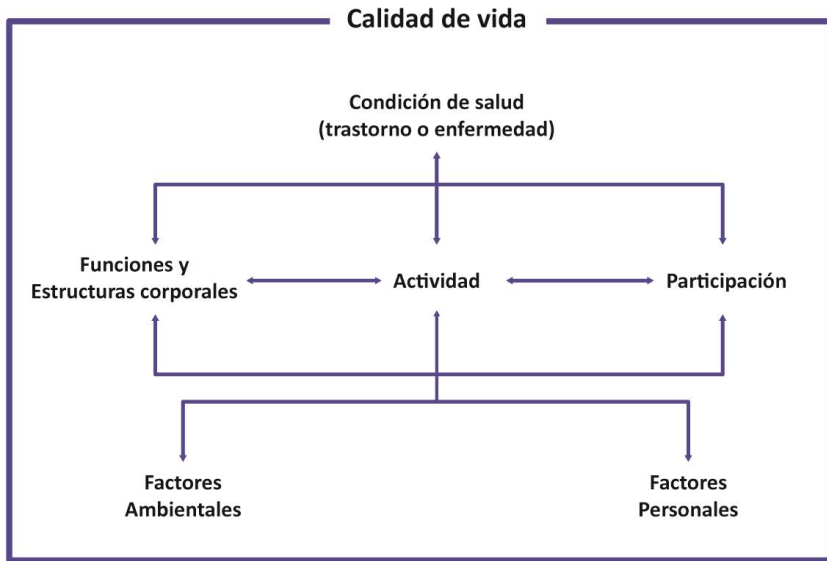 Calidad de vida
Condición de salud
(trastorno o enfermedad)
Funciones y
Estructuras corporales
Actividad
Participación
Factores
Ambientales
Factores
Personales